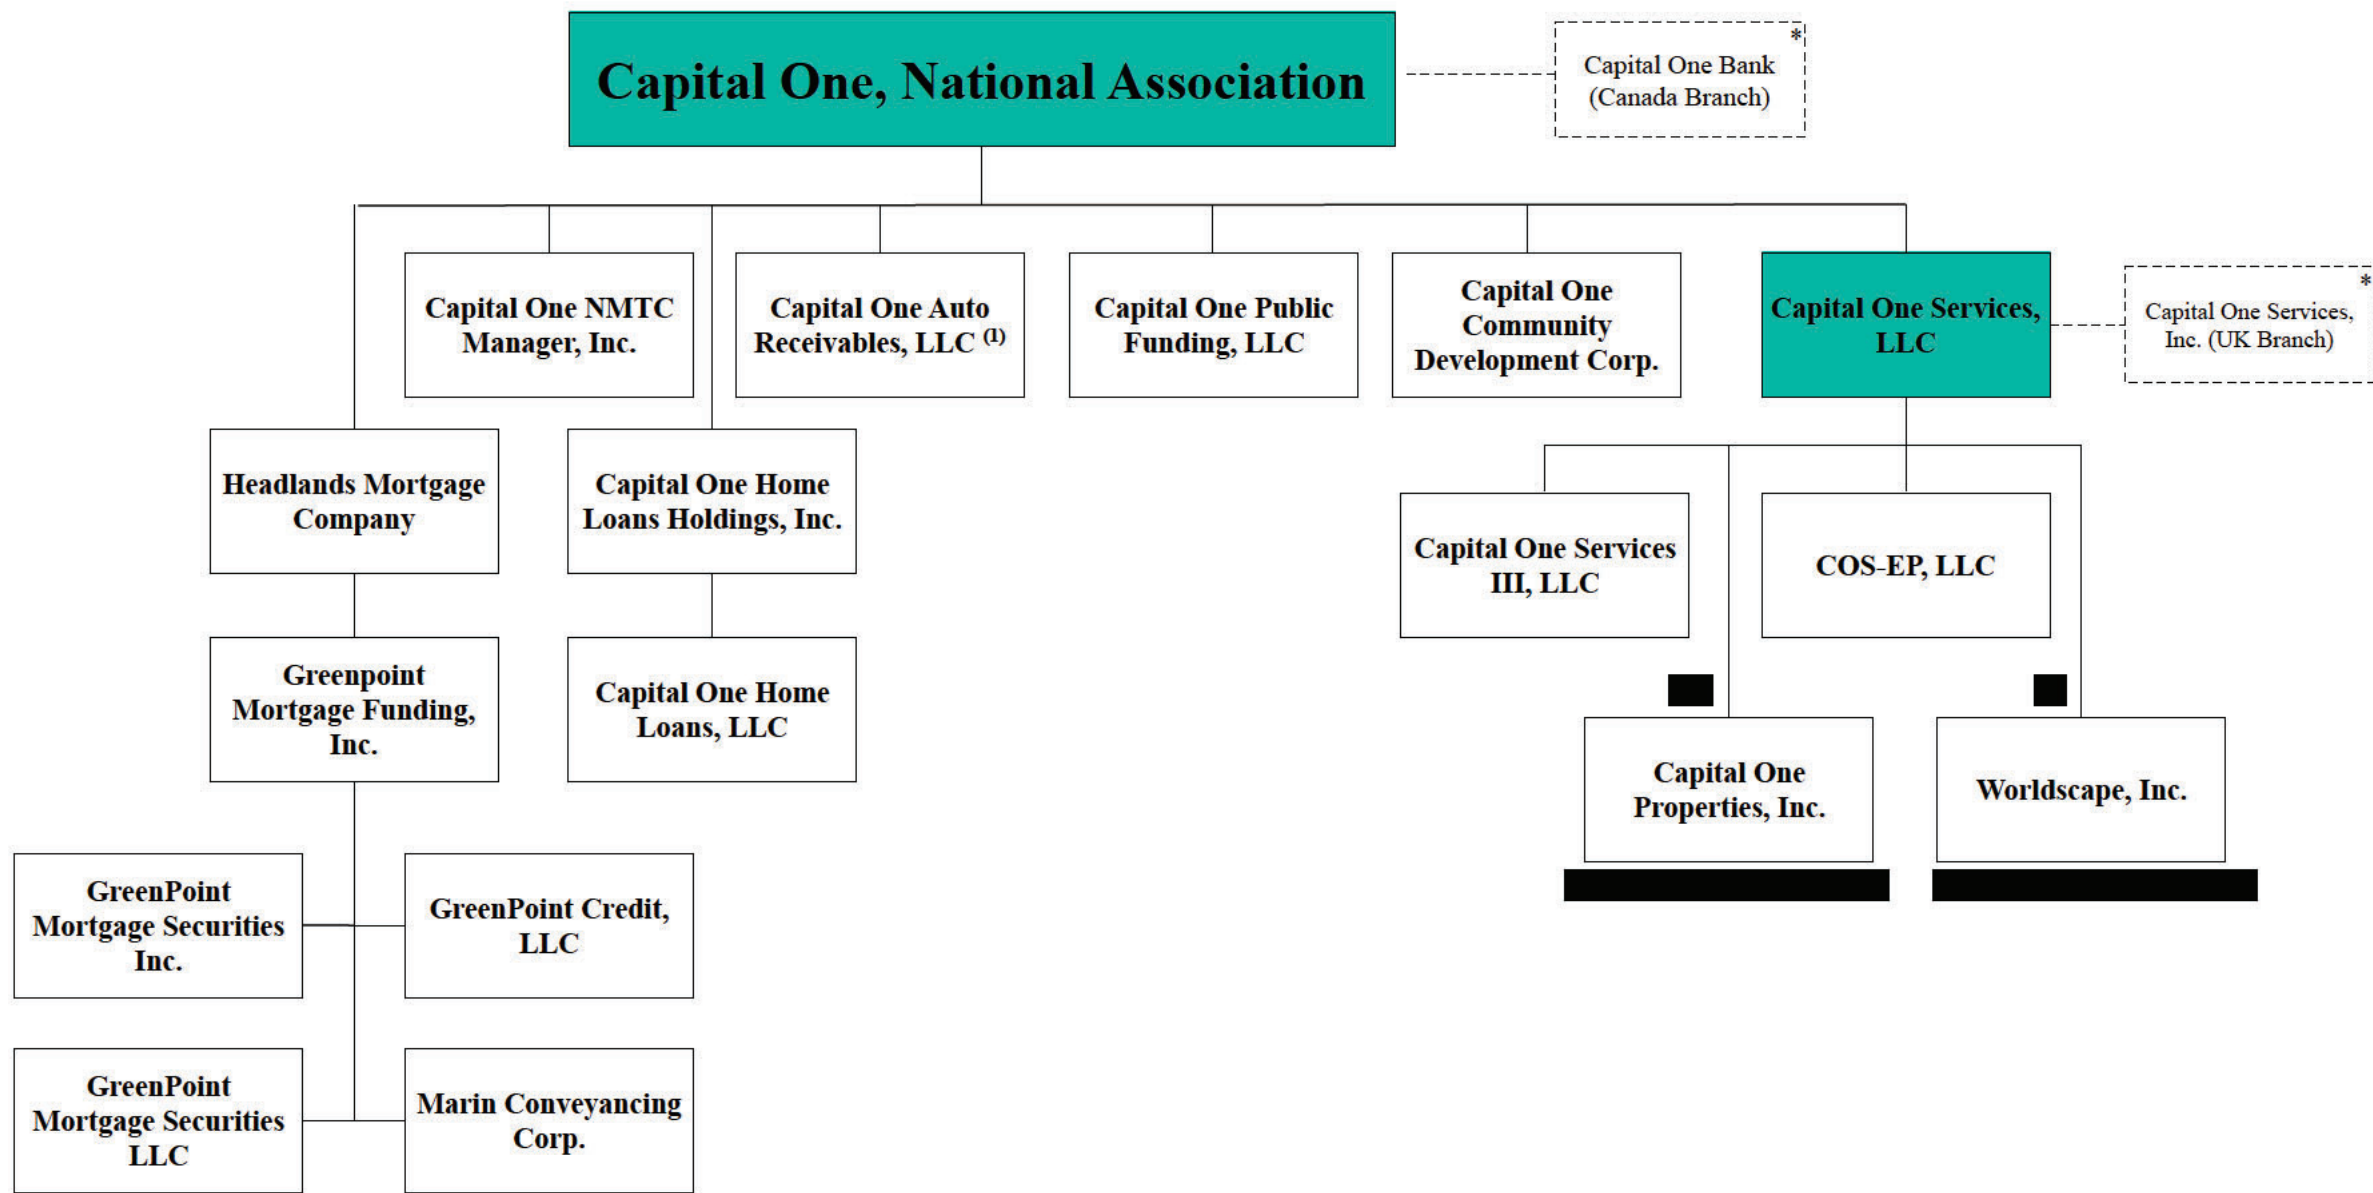 Capital One, National Association
*
Capital One Bank
(Canada Branch)
Capital One NMTC
Manager, Inc.
Capital One Auto
Receivables, LLC (1)
Capital One Public
Funding, LLC
Capital One
Community
Development Corp.
Capital One Services,
LLC
*
Capital One Services,
Inc. (UK Branch)
Headlands Mortgage
Company
Capital One Home
Loans Holdings, Inc.
Capital One Services
III, LLC
COS-EP, LLC
Greenpoint
Mortgage Funding,
Inc.
Capital One Home
Loans, LLC
Capital One
Properties, Inc.
Worldscape, Inc.
GreenPoint
Mortgage Securities
Inc.
GreenPoint Credit,
LLC
GreenPoint
Mortgage Securities
LLC
Marin Conveyancing
Corp.